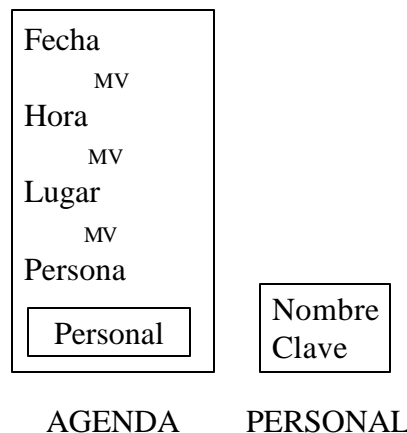 Fecha
MV
Hora
MV
Lugar
MV
Persona
Personal
Nombre
Clave
AGENDA PERSONAL